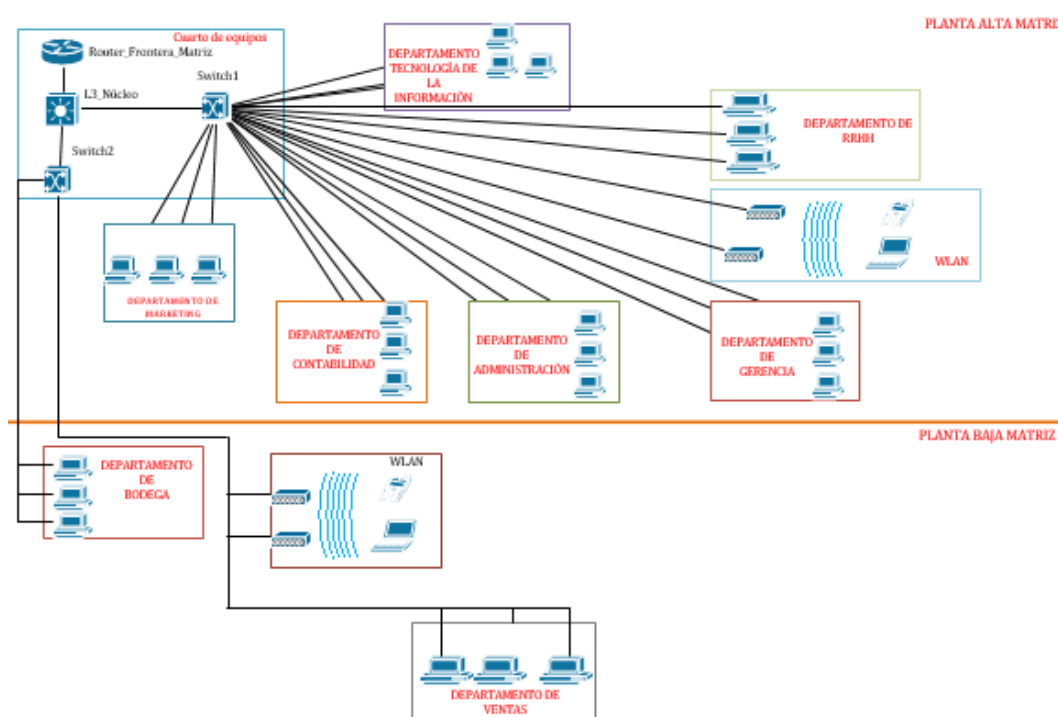 PLANTA ALTA MATRIZ
Cuarto de equipos
Router_Frontera_Matriz
Switch1
L3_Núcleo
Switch2
DEPARTAMENTO
TECNOLOGÍA DE
LA
INFORMACIÓN
DEPARTAMENTO DE
RRHH
WLAN
DEPARTAMENTO DE
MARKETING
DEPARTAMENTO
DE
CONTABILIDAD
DEPARTAMENTO
DE
ADMINISTRACIÓN
DEPARTAMENTO
DE
GERENCIA
PLANTA BAJA MATRIZ
DEPARTAMENTO
DE
BODEGA
WLAN
DEPARTAMENTO DE
VENTAS